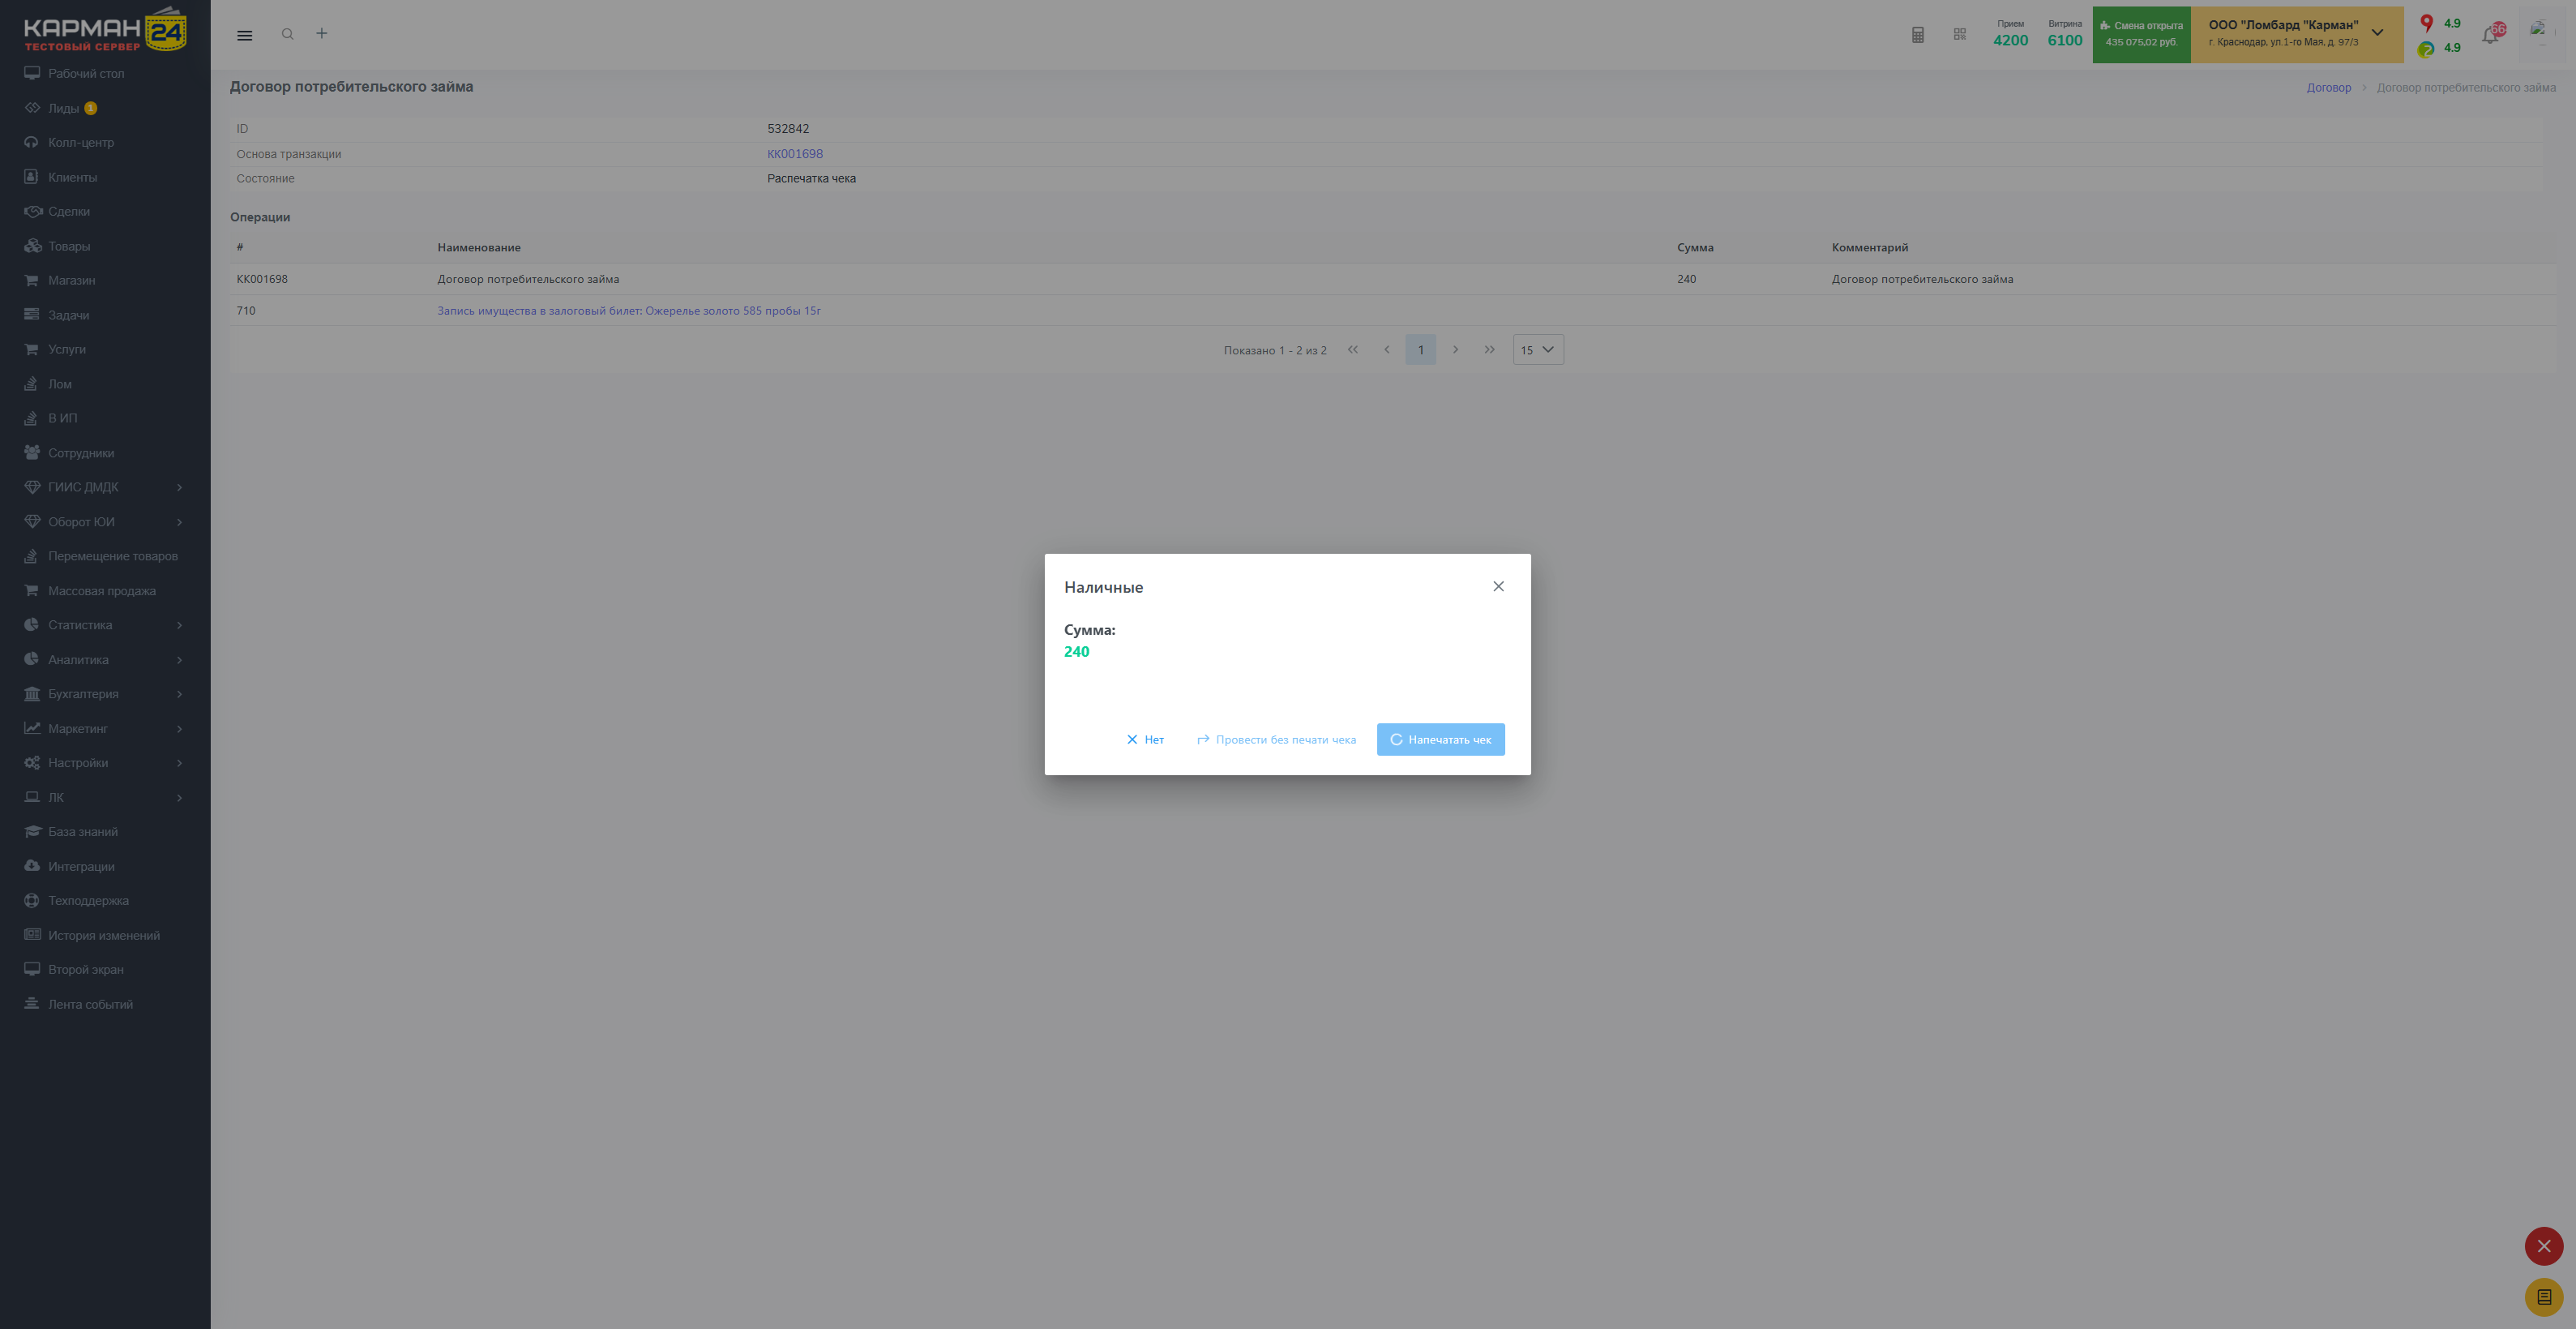 КАРМАН 24
ТЕСТОВЫЙ СЕРВЕР
Рабочий стол
Лиды 1
Колл-центр
Клиенты
Сделки
Товары
Магазин
Задачи
Услуги
Лом
В ИП
Сотрудники
ГИИС ДМДК
Оборот ЮИ
Перемещение товаров
Массовая продажа
Статистика
Аналитика
Бухгалтерия
Маркетинг
Настройки
ЛК
База знаний
Интеграции
Техподдержка
История изменений
Второй экран
Лента событий
Прием
4200
Витрина
6100
Смена открыта
435 075,02 руб.
ООО "Ломбард "Карман"
г. Краснодар, ул.1-го Мая, д. 97/3
4.9
4.9
Договор потребительского займа
Договор > Договор потребительского займа
ID 532842
Основа транзакции КК001698
Состояние Распечатка чека
Операции
# Наименование Сумма Комментарий
КК001698 Договор потребительского займа 240 Договор потребительского займа
710 Запись имущества в залоговый билет: Ожерелье золото 585 пробы 15г
Показано 1 - 2 из 2 1 15
Наличные
Сумма:
240
Нет Провести без печати чека Напечатать чек